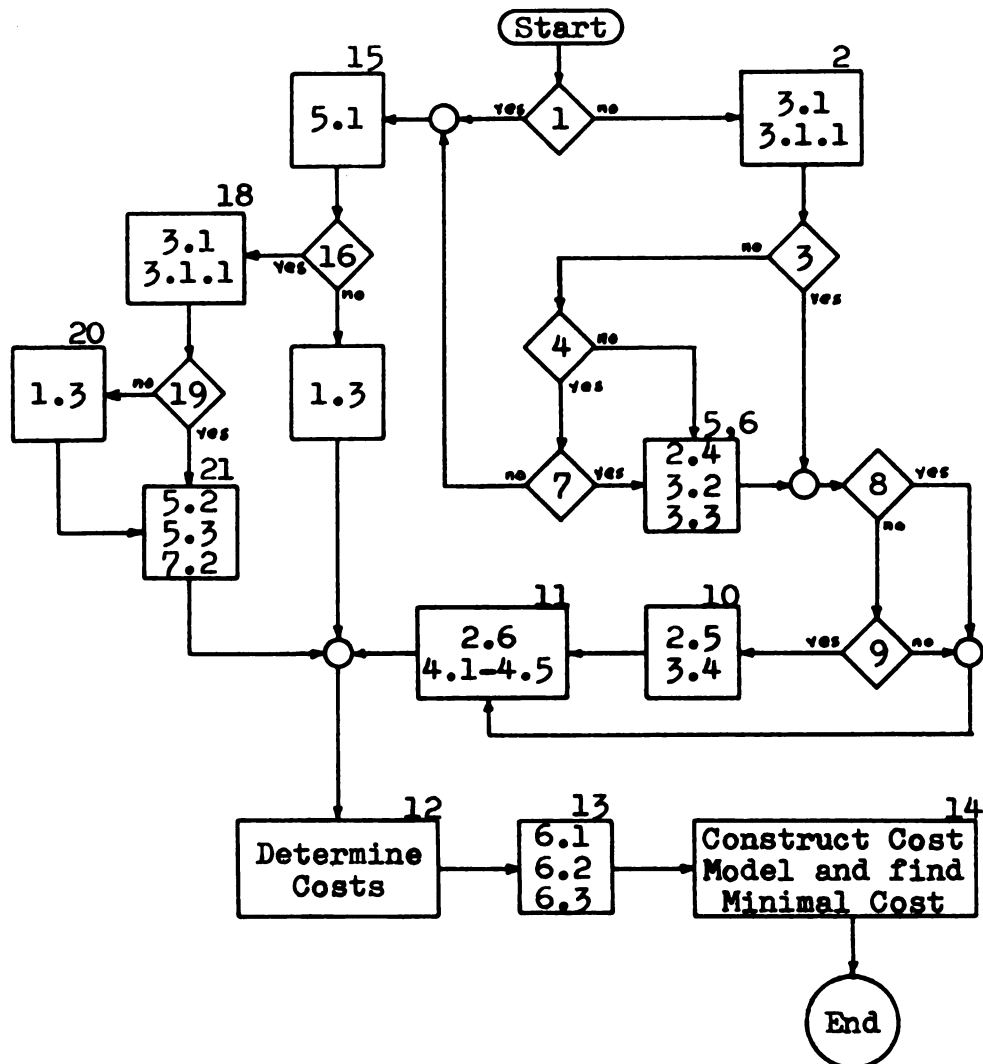 Start
15
5.1
yes
1
no
2
3.1
3.1.1
18
3.1
3.1.1
yes
16
no
no
3
yes
20
1.3
no
19
yes
1.3
4
no
yes
21
5.2
5.3
7.2
no
7
yes
5,6
2.4
3.2
3.3
8
yes
no
11
2.6
4.1-4.5
10
2.5
3.4
yes
9
no
12
Determine
Costs
13
6.1
6.2
6.3
14
Construct Cost
Model and find
Minimal Cost
End